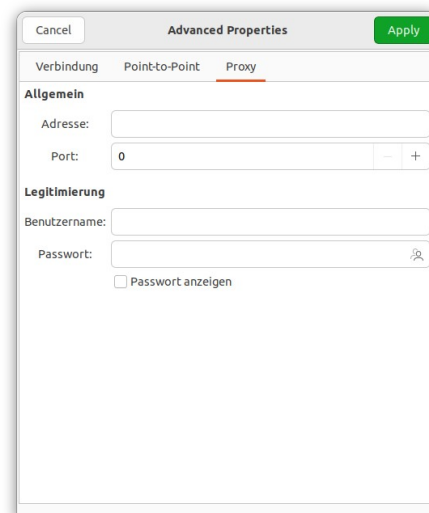 Cancel Advanced Properties Apply
Verbindung Point-to-Point Proxy
Allgemein
Adresse:
Port: 0
Legitimierung
Benutzername:
Passwort:
Passwort anzeigen